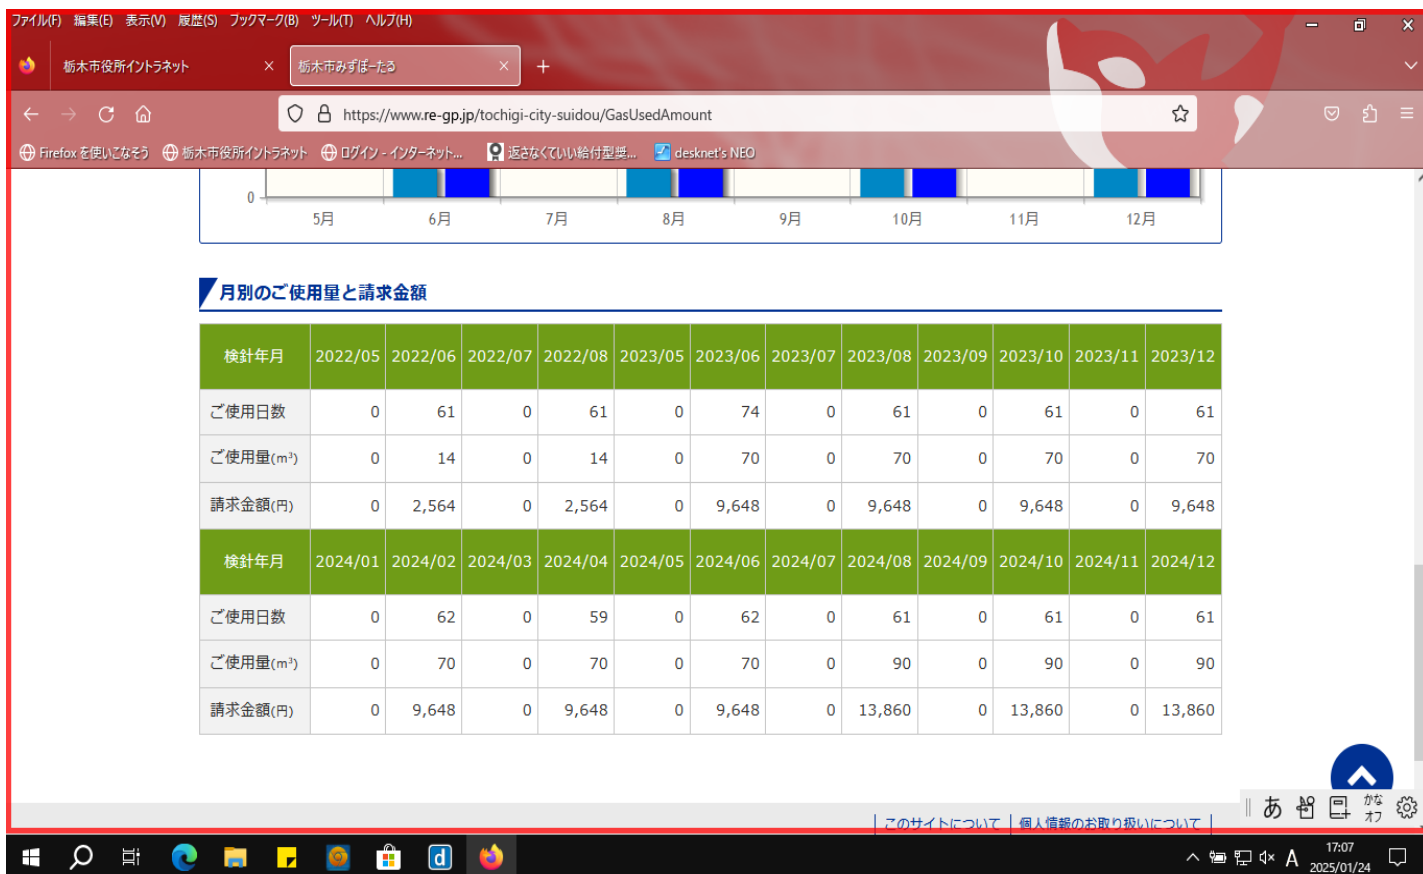 ファイル(F) 編集(E) 表示(V) 履歴(S) ブックマーク(B) ツール(T) ヘルプ(H)
栃木市役所イントラネット × 栃木市みずぽーたる × +
https://www.re-gp.jp/tochigi-city-suidou/GasUsedAmount
Firefox を使いこなそう 栃木市役所イントラネット ログイン - インターネット... 返さなくていい給付型奨... desknet's NEO
0
5月 6月 7月 8月 9月 10月 11月 12月
月別のご使用量と請求金額
検針年月 2022/05 2022/06 2022/07 2022/08 2023/05 2023/06 2023/07 2023/08 2023/09 2023/10 2023/11 2023/12
ご使用日数 0 61 0 61 0 74 0 61 0 61 0 61
ご使用量(m³) 0 14 0 14 0 70 0 70 0 70 0 70
請求金額(円) 0 2,564 0 2,564 0 9,648 0 9,648 0 9,648 0 9,648
検針年月 2024/01 2024/02 2024/03 2024/04 2024/05 2024/06 2024/07 2024/08 2024/09 2024/10 2024/11 2024/12
ご使用日数 0 62 0 59 0 62 0 61 0 61 0 61
ご使用量(m³) 0 70 0 70 0 70 0 90 0 90 0 90
請求金額(円) 0 9,648 0 9,648 0 9,648 0 13,860 0 13,860 0 13,860
あ かな
オフ
このサイトについて 個人情報のお取り扱いについて
d A 17:07
2025/01/24